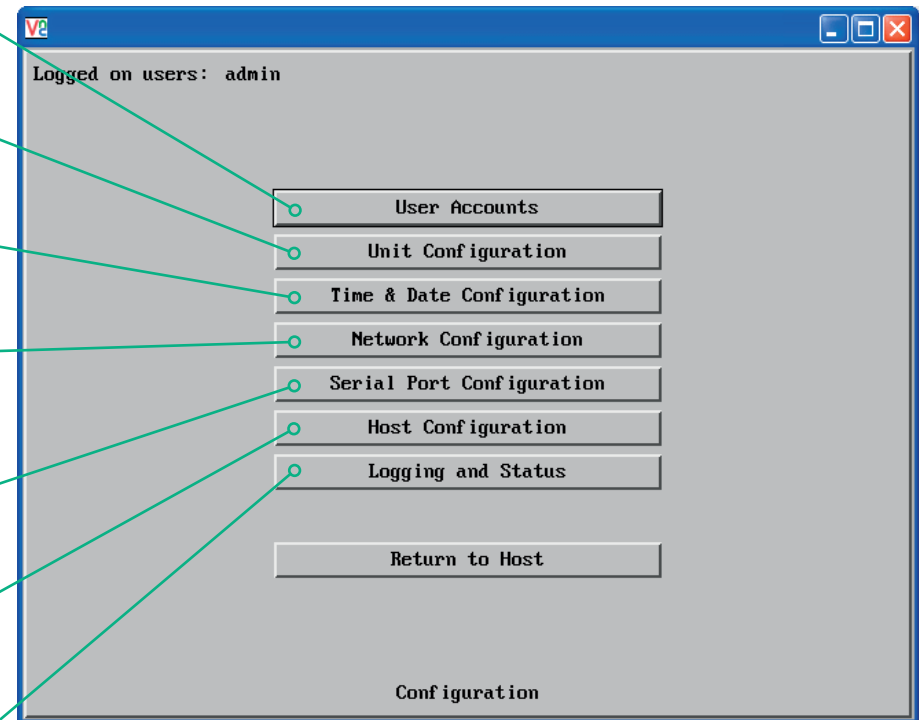 V2
Logged on users: admin
User Accounts
Unit Configuration
Time & Date Configuration
Network Configuration
Serial Port Configuration
Host Configuration
Logging and Status
Return to Host
Configuration